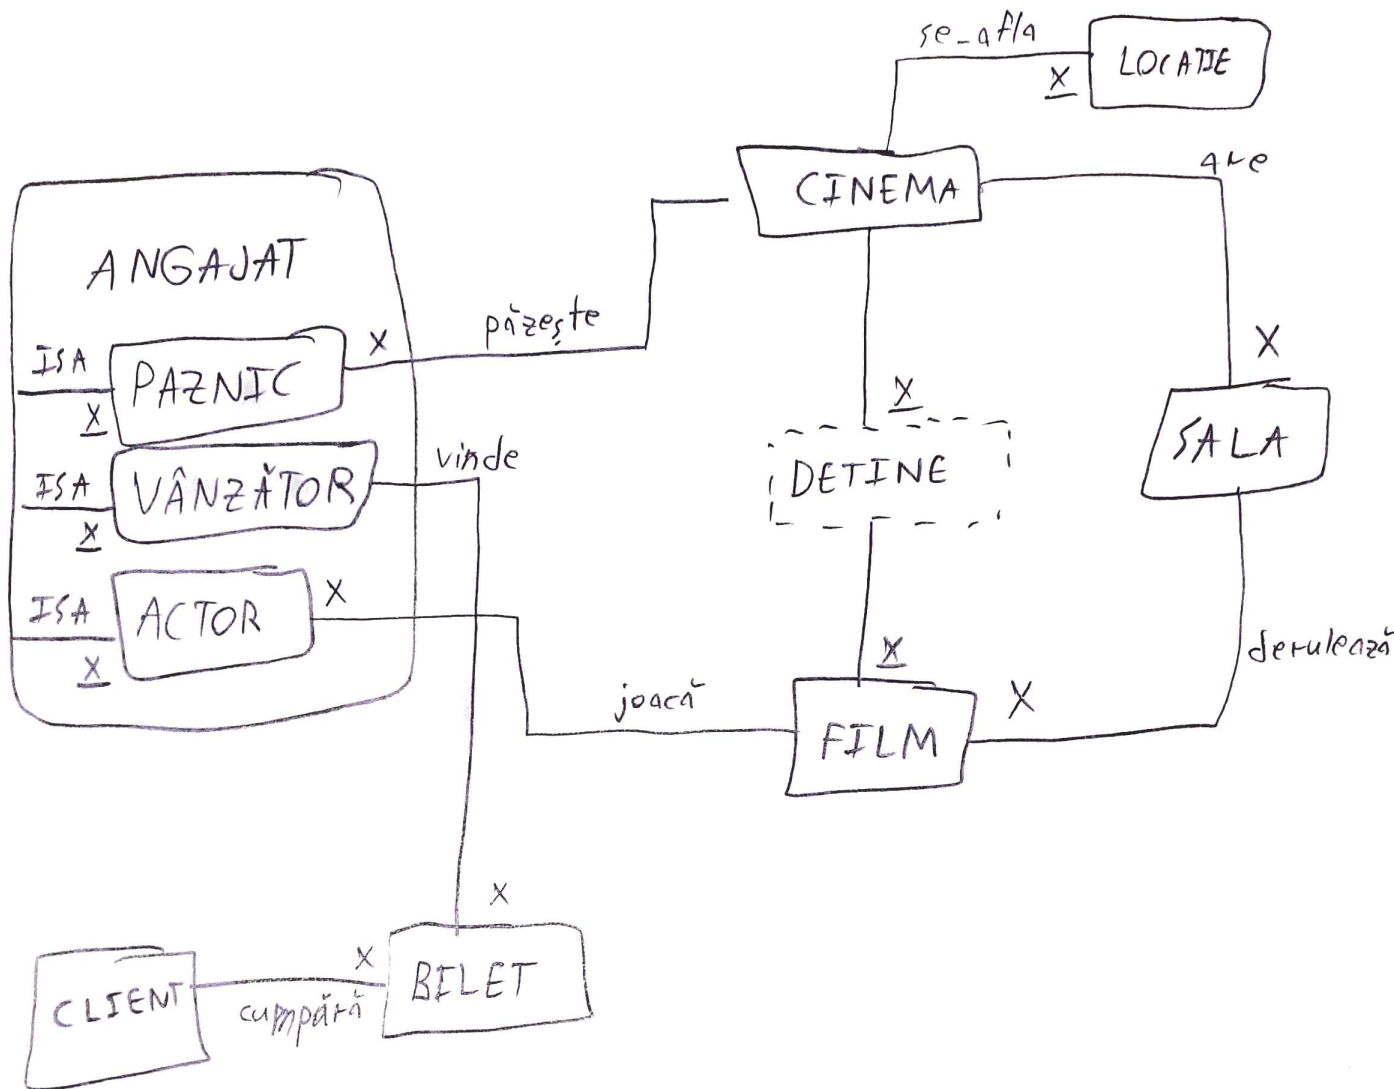 se_afla
X
LOCATIE
CINEMA
are
ANGAJAT
ISA
X
PAZNIC
X
păzește
X
SALA
X
DETINE
ISA
X
VÂNZĂTOR
vinde
ISA
X
ACTOR
X
joacă
X
FILM
X
derulează
X
BILET
X
cumpără
CLIENT